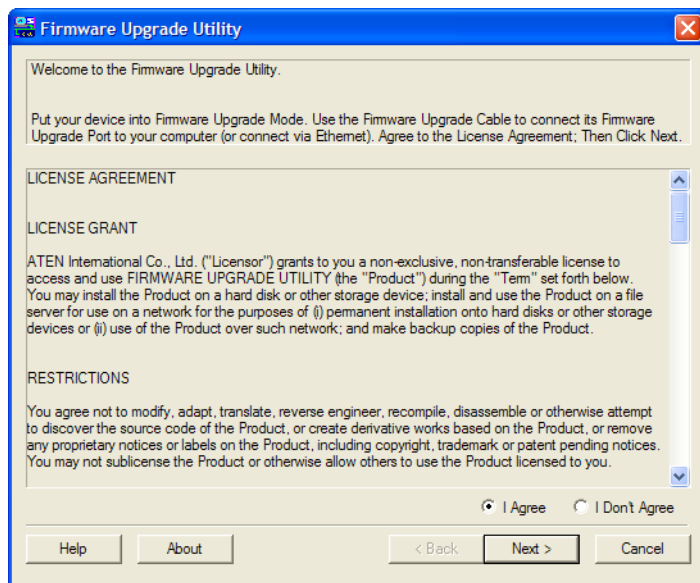 Firmware Upgrade Utility
Welcome to the Firmware Upgrade Utility.
Put your device into Firmware Upgrade Mode. Use the Firmware Upgrade Cable to connect its Firmware
Upgrade Port to your computer (or connect via Ethernet). Agree to the License Agreement; Then Click Next.
LICENSE AGREEMENT
LICENSE GRANT
ATEN International Co., Ltd. ("Licensor") grants to you a non-exclusive, non-transferable license to
access and use FIRMWARE UPGRADE UTILITY (the "Product") during the "Term" set forth below.
You may install the Product on a hard disk or other storage device; install and use the Product on a file
server for use on a network for the purposes of (i) permanent installation onto hard disks or other storage
devices or (ii) use of the Product over such network; and make backup copies of the Product.
RESTRICTIONS
You agree not to modify, adapt, translate, reverse engineer, recompile, disassemble or otherwise attempt
to discover the source code of the Product, or create derivative works based on the Product, or remove
any proprietary notices or labels on the Product, including copyright, trademark or patent pending notices.
You may not sublicense the Product or otherwise allow others to use the Product licensed to you.
I Agree I Don't Agree
Help About < Back Next > Cancel